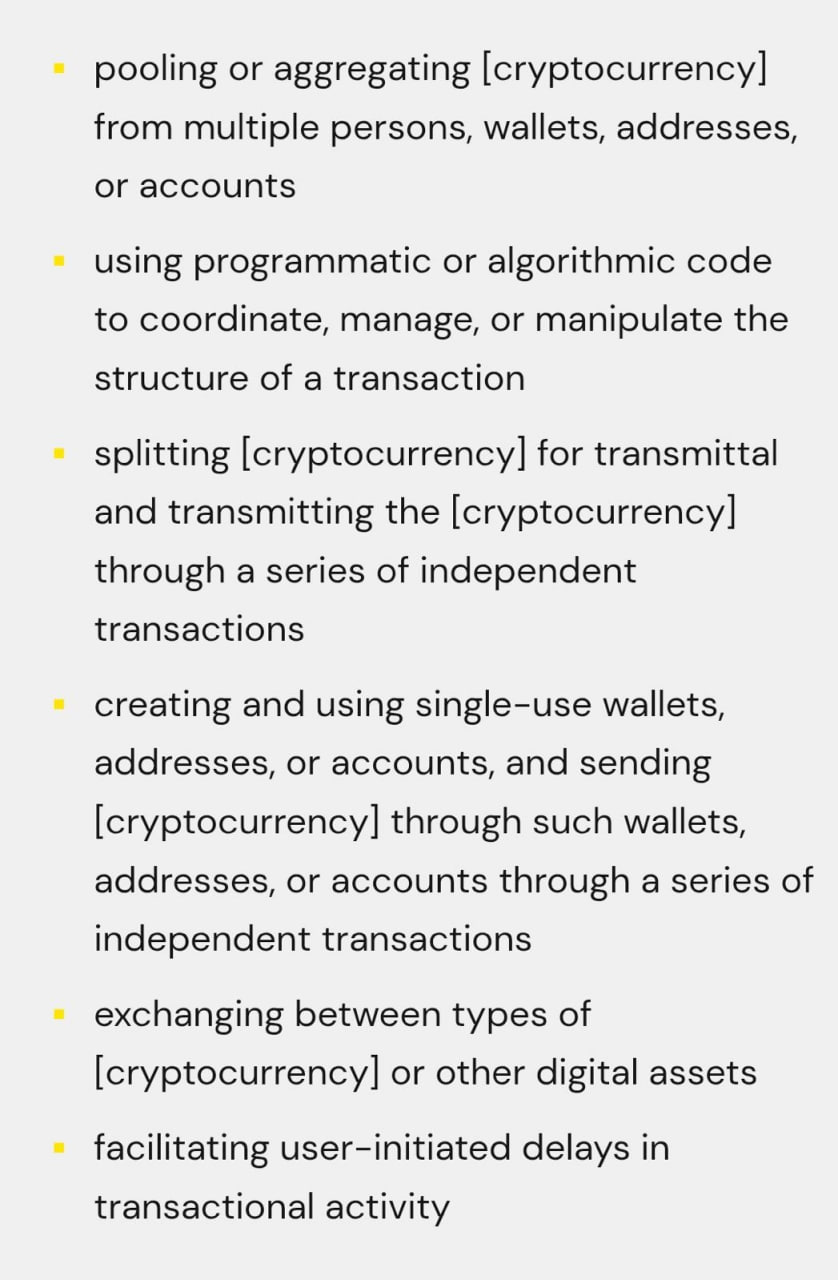 pooling or aggregating [cryptocurrency]
from multiple persons, wallets, addresses,
or accounts
using programmatic or algorithmic code
to coordinate, manage, or manipulate the
structure of a transaction
splitting [cryptocurrency] for transmittal
and transmitting the [cryptocurrency]
through a series of independent
transactions
creating and using single-use wallets,
addresses, or accounts, and sending
[cryptocurrency] through such wallets,
addresses, or accounts through a series of
independent transactions
exchanging between types of
[cryptocurrency] or other digital assets
facilitating user-initiated delays in
transactional activity